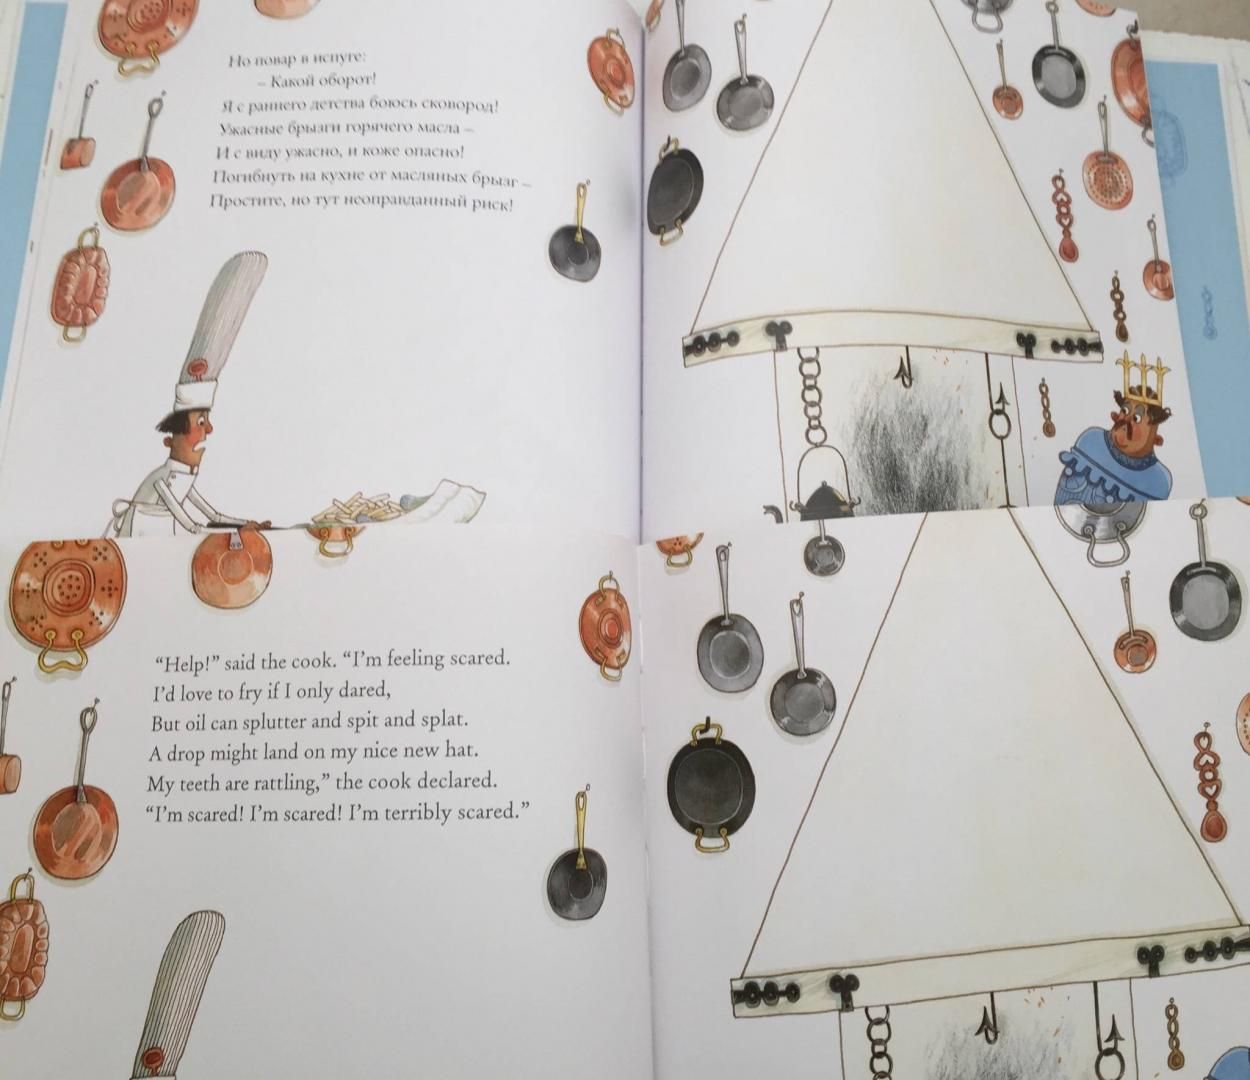 Но повар в испуге:
– Какой оборот!
Я с раннего детства боюсь сковород!
Ужасные брызги горячего масла –
И с виду ужасно, и коже опасно!
Погибнуть на кухне от масляных брызг –
Простите, но тут неоправданный риск!
“Help!” said the cook. “I’m feeling scared.
I’d love to fry if I only dared,
But oil can splutter and spit and splat.
A drop might land on my nice new hat.
My teeth are rattling,” the cook declared.
“I’m scared! I’m scared! I’m terribly scared.”